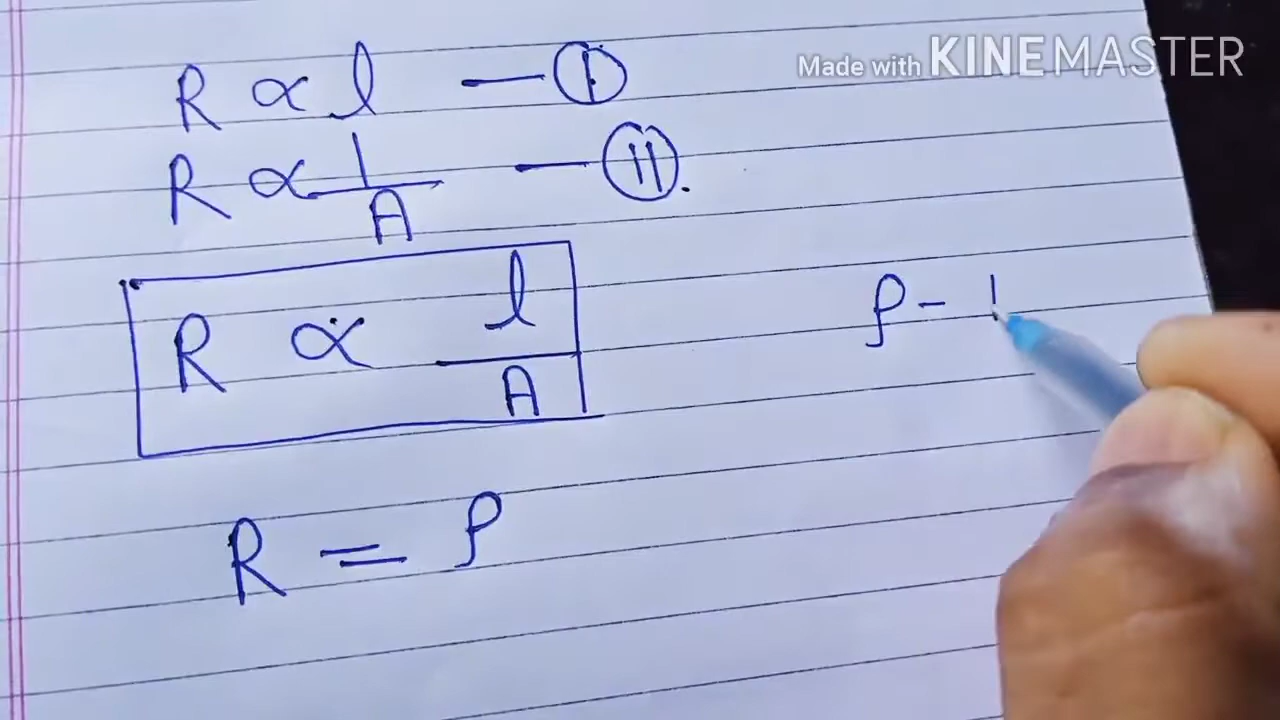 Made with KINEMASTER
R ∝ l — I
R ∝ 1/A — II.
R ∝ l/A
ρ -
R = ρ